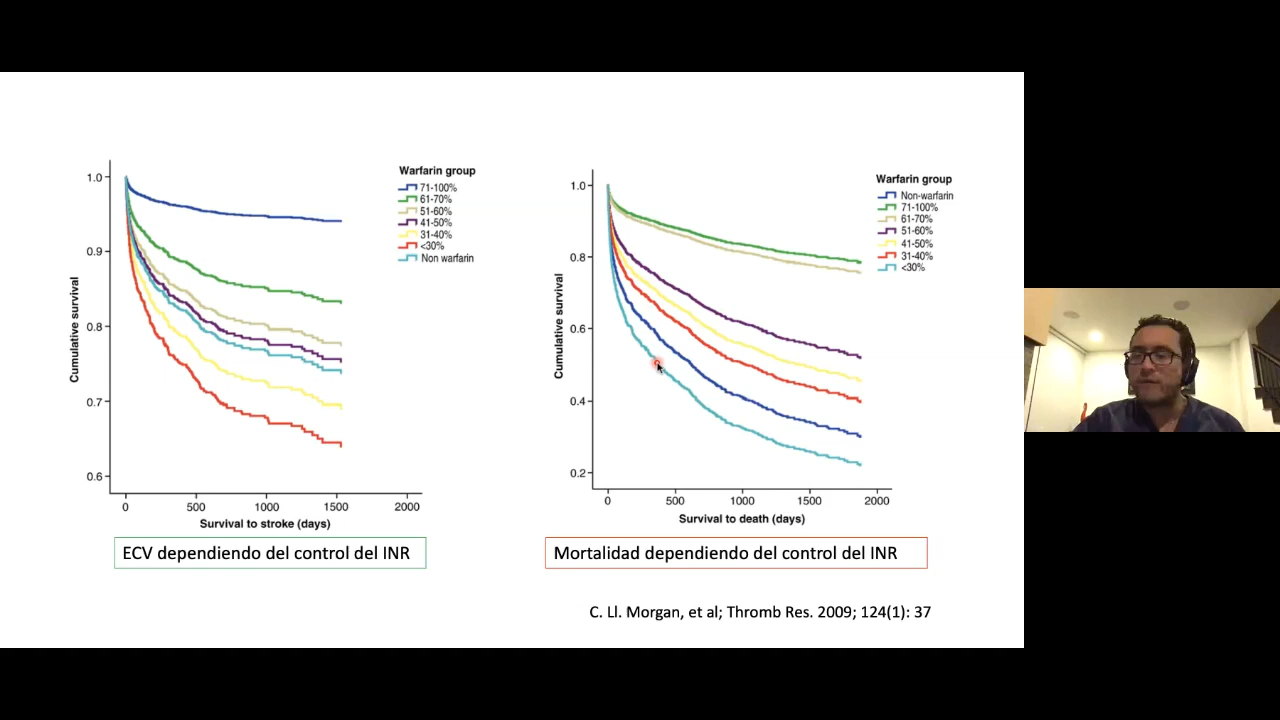 Warfarin group
71-100%
61-70%
51-60%
41-50%
31-40%
<30%
Non warfarin
1.0
0.9
0.8
0.7
0.6
Cumulative survival
0 500 1000 1500 2000
Survival to stroke (days)
ECV dependiendo del control del INR
Warfarin group
Non-warfarin
71-100%
61-70%
51-60%
41-50%
31-40%
<30%
1.0
0.8
0.6
0.4
0.2
Cumulative survival
0 500 1000 1500 2000
Survival to death (days)
Mortalidad dependiendo del control del INR
C. Ll. Morgan, et al; Thromb Res. 2009; 124(1): 37